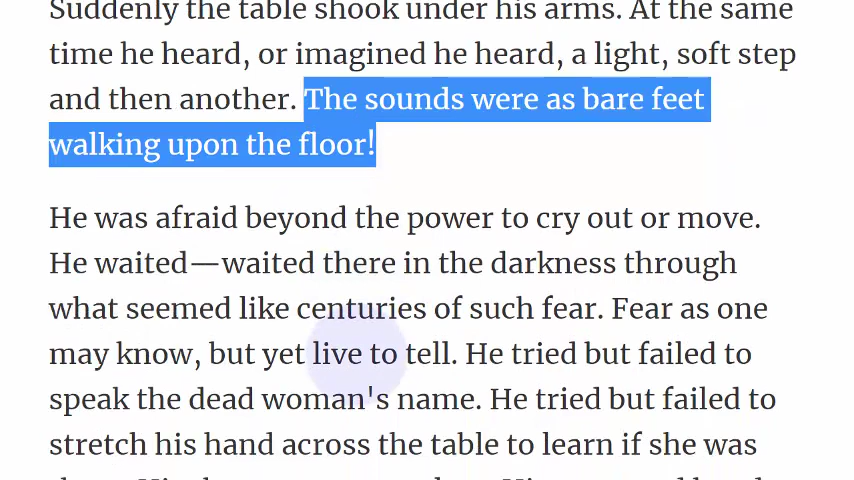 Suddenly the table shook under his arms. At the same
time he heard, or imagined he heard, a light, soft step
and then another. The sounds were as bare feet
walking upon the floor!
He was afraid beyond the power to cry out or move.
He waited—waited there in the darkness through
what seemed like centuries of such fear. Fear as one
may know, but yet live to tell. He tried but failed to
speak the dead woman's name. He tried but failed to
stretch his hand across the table to learn if she was